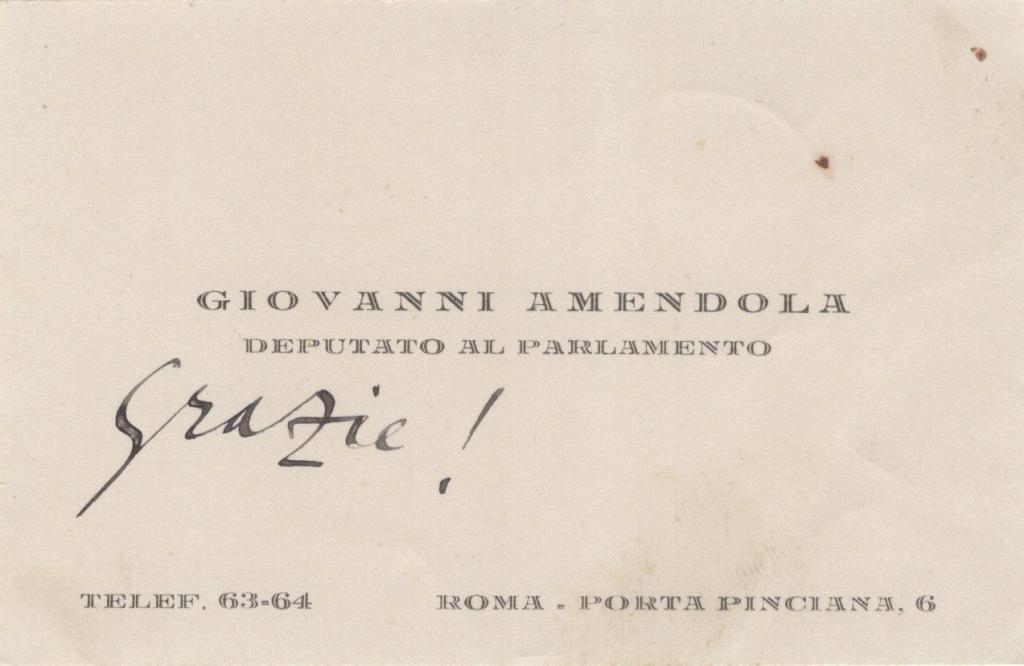 GIOVANNI AMENDOLA
DEPUTATO AL PARLAMENTO
Grazie!
TELEF. 63-64 ROMA - PORTA PINCIANA, 6